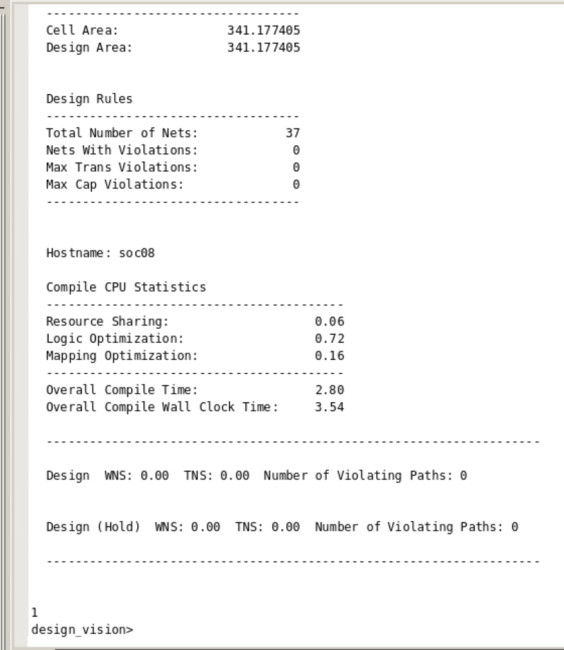 ----------------------------------
Cell Area:               341.177405
Design Area:             341.177405
Design Rules
-----------------------------------
Total Number of Nets:            37
Nets With Violations:             0
Max Trans Violations:             0
Max Cap Violations:               0
-----------------------------------
Hostname: soc08
Compile CPU Statistics
-----------------------------------------
Resource Sharing:                    0.06
Logic Optimization:                  0.72
Mapping Optimization:                0.16
-----------------------------------------
Overall Compile Time:                2.80
Overall Compile Wall Clock Time:     3.54
--------------------------------------------------------------------
Design  WNS: 0.00  TNS: 0.00  Number of Violating Paths: 0
Design (Hold)  WNS: 0.00  TNS: 0.00  Number of Violating Paths: 0
--------------------------------------------------------------------
1
design_vision>